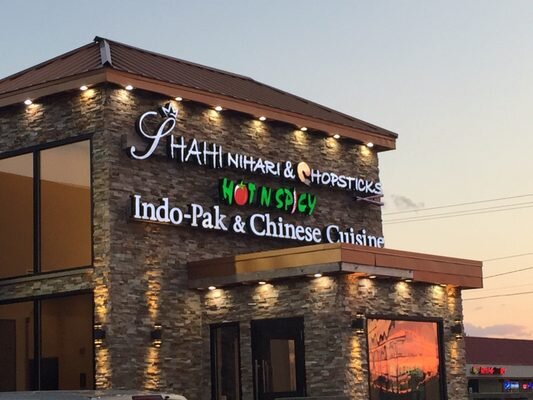 SHAHI NIHARI & CHOPSTICKS
HOT N SPICY
Indo-Pak & Chinese Cuisine